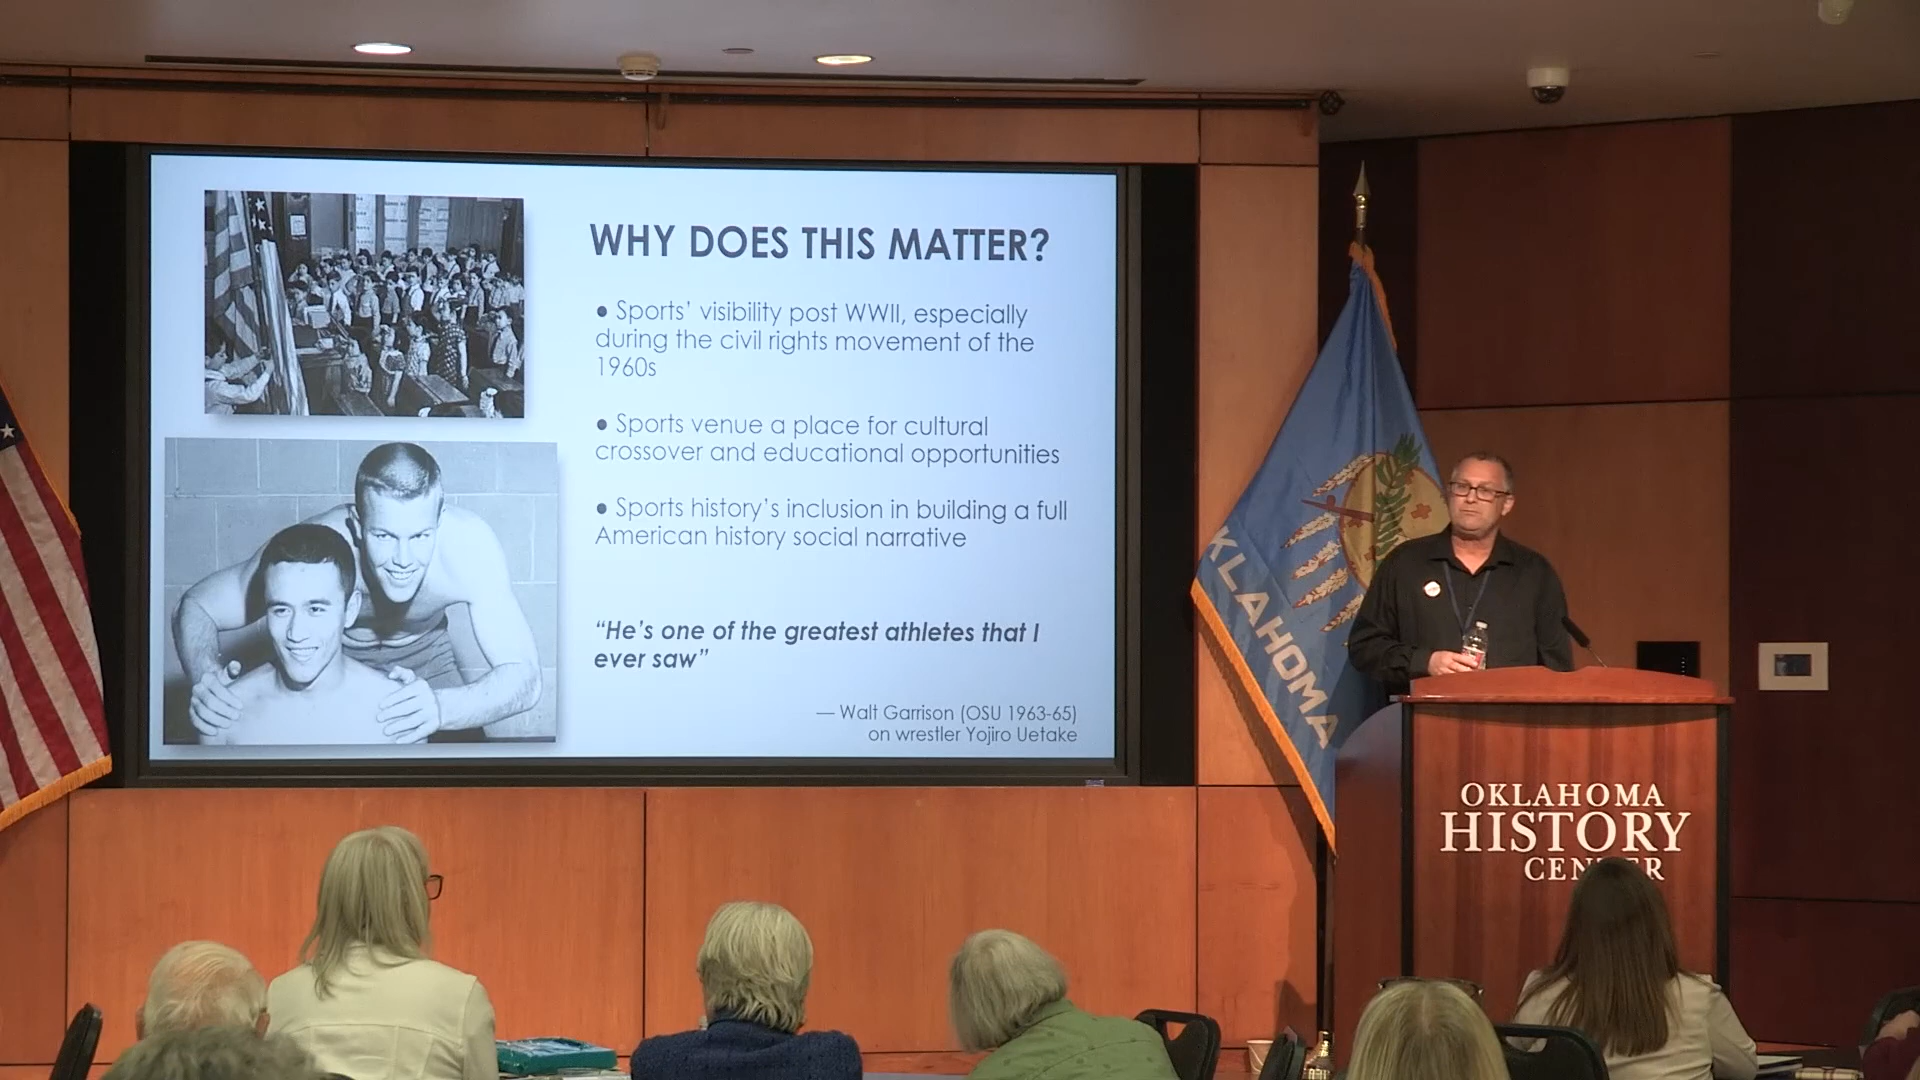 WHY DOES THIS MATTER?
● Sports’ visibility post WWII, especially
during the civil rights movement of the
1960s
● Sports venue a place for cultural
crossover and educational opportunities
● Sports history’s inclusion in building a full
American history social narrative
“He’s one of the greatest athletes that I
ever saw”
— Walt Garrison (OSU 1963-65)
on wrestler Yojiro Uetake
KLAHOMA
OKLAHOMA
HISTORY
CENTER